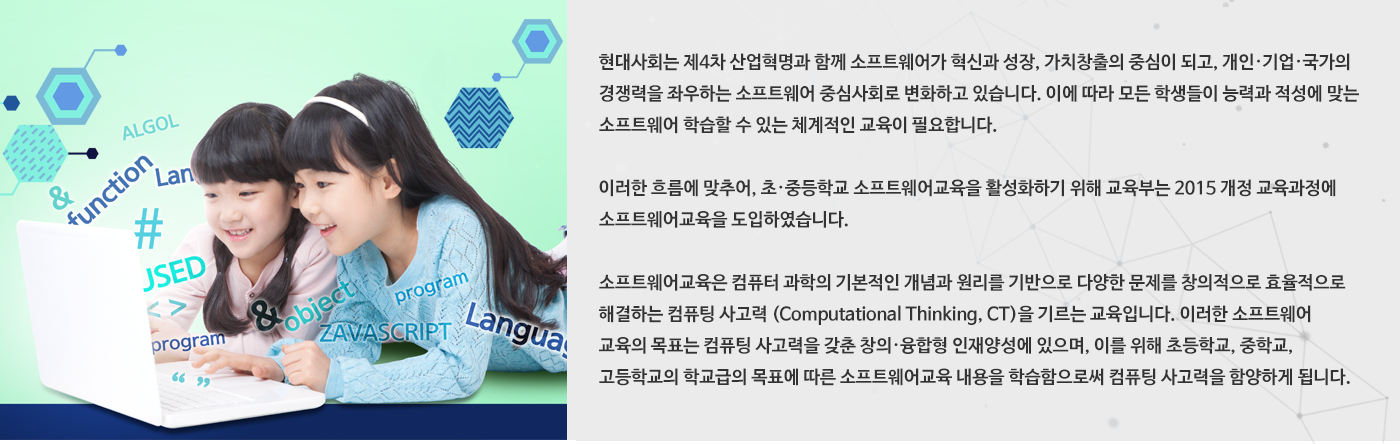 ALGOL
&
function
Lan
#
USED
< >
program
“ ”
&
object
program
ZAVASCRIPT
Language
현대사회는 제4차 산업혁명과 함께 소프트웨어가 혁신과 성장, 가치창출의 중심이 되고, 개인·기업·국가의
경쟁력을 좌우하는 소프트웨어 중심사회로 변화하고 있습니다. 이에 따라 모든 학생들이 능력과 적성에 맞는
소프트웨어 학습할 수 있는 체계적인 교육이 필요합니다.
이러한 흐름에 맞추어, 초·중등학교 소프트웨어교육을 활성화하기 위해 교육부는 2015 개정 교육과정에
소프트웨어교육을 도입하였습니다.
소프트웨어교육은 컴퓨터 과학의 기본적인 개념과 원리를 기반으로 다양한 문제를 창의적으로 효율적으로
해결하는 컴퓨팅 사고력 (Computational Thinking, CT)을 기르는 교육입니다. 이러한 소프트웨어
교육의 목표는 컴퓨팅 사고력을 갖춘 창의·융합형 인재양성에 있으며, 이를 위해 초등학교, 중학교,
고등학교의 학교급의 목표에 따른 소프트웨어교육 내용을 학습함으로써 컴퓨팅 사고력을 함양하게 됩니다.